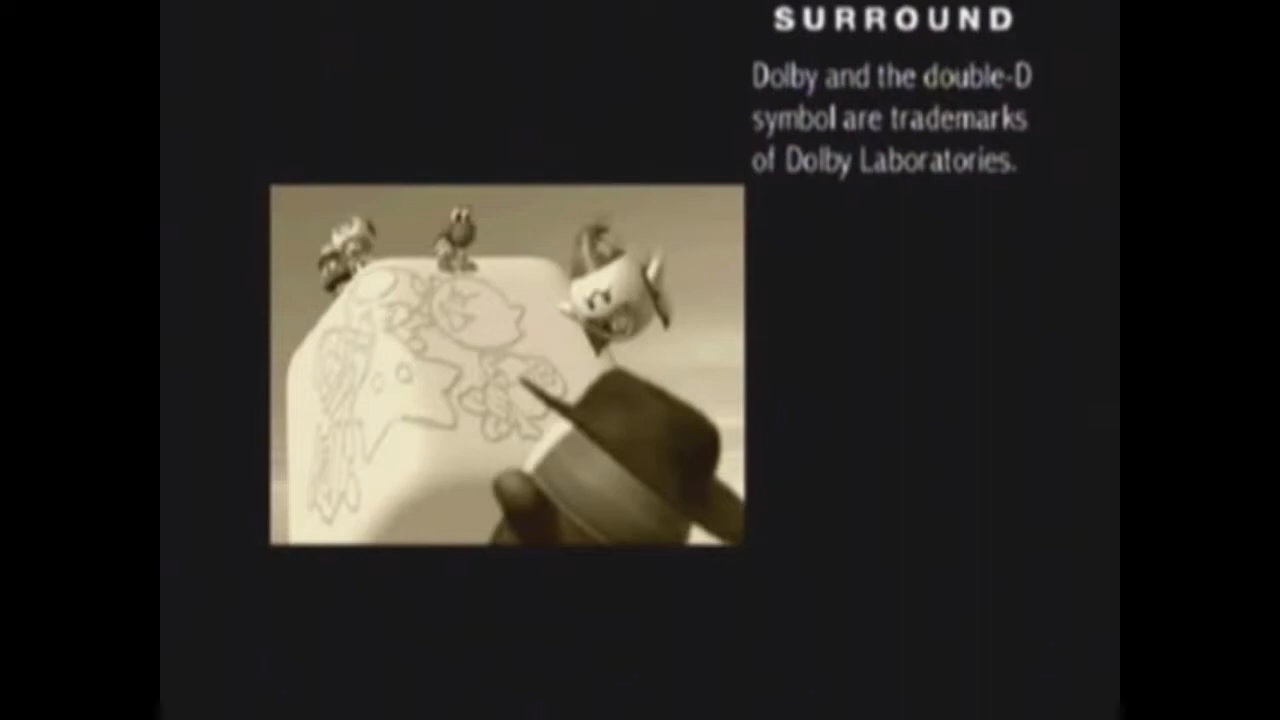 SURROUND
Dolby and the double-D
symbol are trademarks
of Dolby Laboratories.